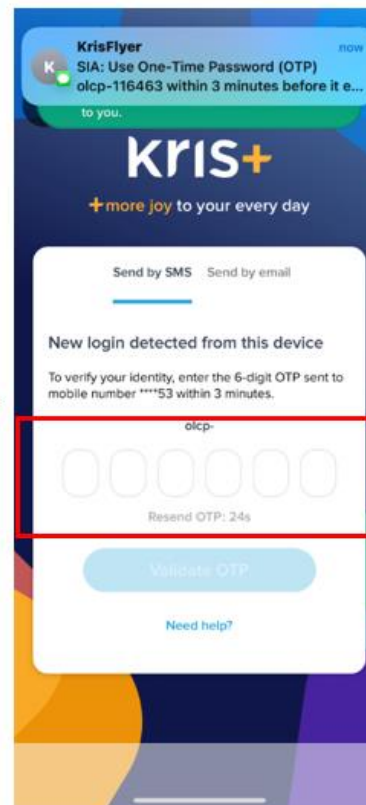 KrisFlyer now
SIA: Use One-Time Password (OTP)
olcp-116463 within 3 minutes before it e...
to you.
kris+
+more joy to your every day
Send by SMS Send by email
New login detected from this device
To verify your identity, enter the 6-digit OTP sent to
mobile number ****53 within 3 minutes.
olcp-
Resend OTP: 24s
Validate OTP
Need help?